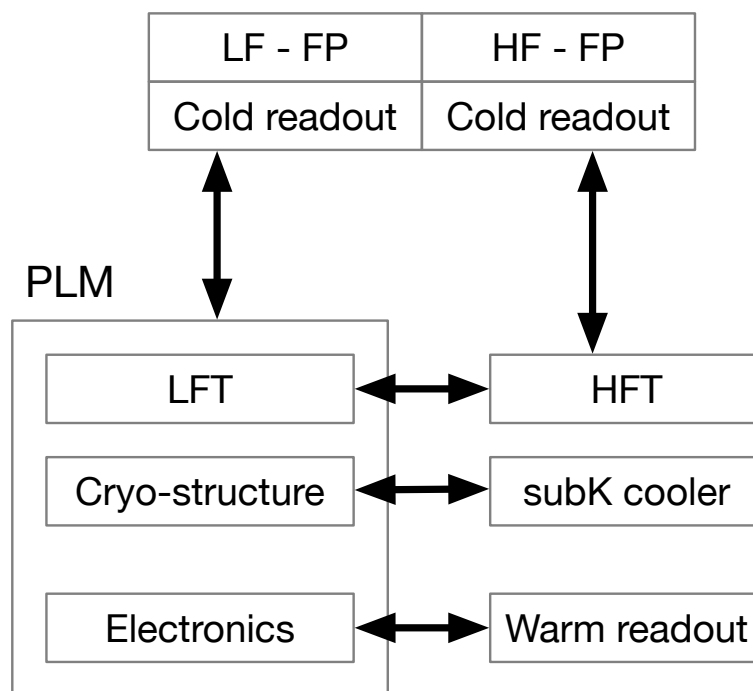 LF - FP
HF - FP
Cold readout
Cold readout
PLM
LFT
HFT
Cryo-structure
subK cooler
Electronics
Warm readout